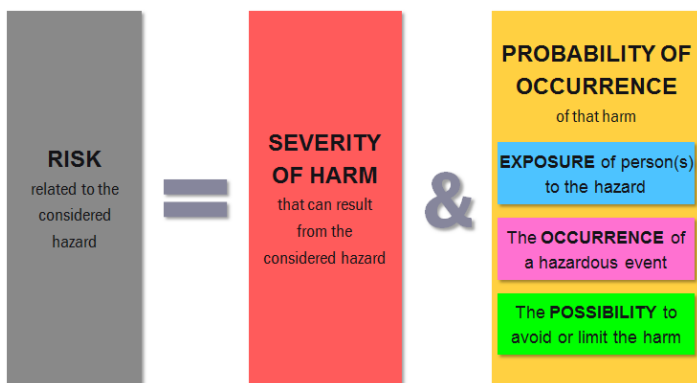 RISK
related to the
considered
hazard
=
SEVERITY
OF HARM
that can result
from the
considered hazard
&
PROBABILITY OF
OCCURRENCE
of that harm
EXPOSURE of person(s)
to the hazard
The OCCURRENCE of
a hazardous event
The POSSIBILITY to
avoid or limit the harm